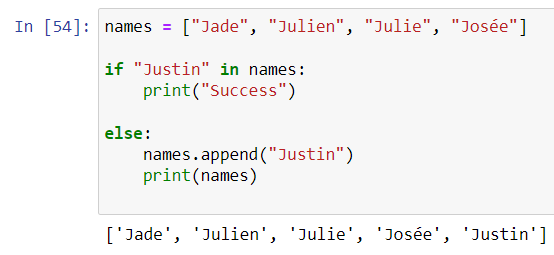 In [54]: names = ["Jade", "Julien", "Julie", "Josée"]
if "Justin" in names:
    print("Success")
else:
    names.append("Justin")
    print(names)
['Jade', 'Julien', 'Julie', 'Josée', 'Justin']